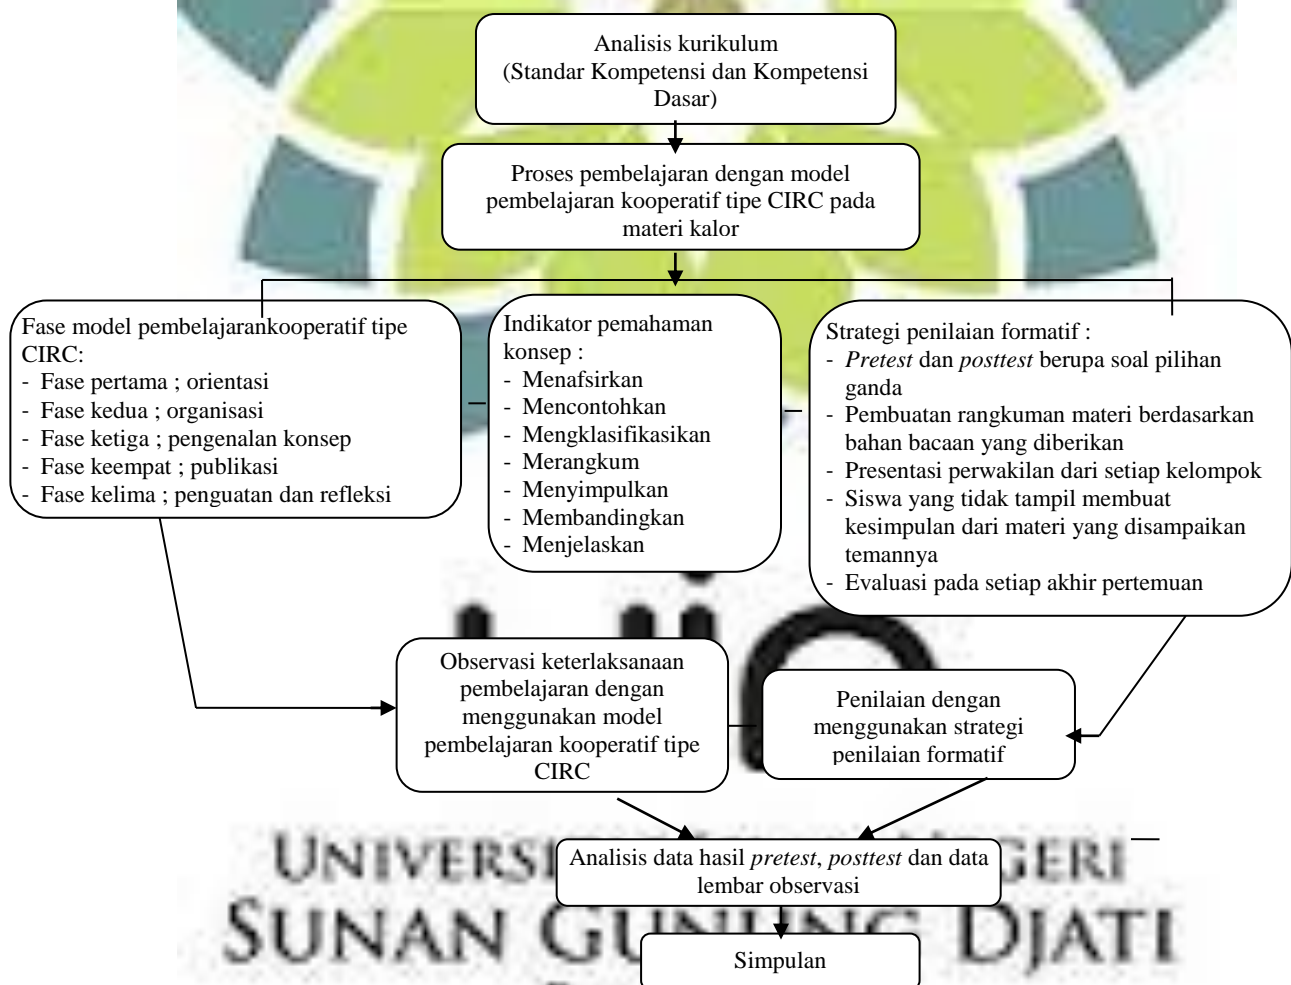 Analisis kurikulum
(Standar Kompetensi dan Kompetensi
Dasar)
Proses pembelajaran dengan model
pembelajaran kooperatif tipe CIRC pada
materi kalor
Fase model pembelajarankooperatif tipe
CIRC:
- Fase pertama ; orientasi
- Fase kedua ; organisasi
- Fase ketiga ; pengenalan konsep
- Fase keempat ; publikasi
- Fase kelima ; penguatan dan refleksi
Indikator pemahaman
konsep :
- Menafsirkan
- Mencontohkan
- Mengklasifikasikan
- Merangkum
- Menyimpulkan
- Membandingkan
- Menjelaskan
Strategi penilaian formatif :
- Pretest dan posttest berupa soal pilihan
ganda
- Pembuatan rangkuman materi berdasarkan
bahan bacaan yang diberikan
- Presentasi perwakilan dari setiap kelompok
- Siswa yang tidak tampil membuat
kesimpulan dari materi yang disampaikan
temannya
- Evaluasi pada setiap akhir pertemuan
Observasi keterlaksanaan
pembelajaran dengan
menggunakan model
pembelajaran kooperatif tipe
CIRC
Penilaian dengan
menggunakan strategi
penilaian formatif
Analisis data hasil pretest, posttest dan data
lembar observasi
Simpulan
SUNAN GUNUNG DJATI